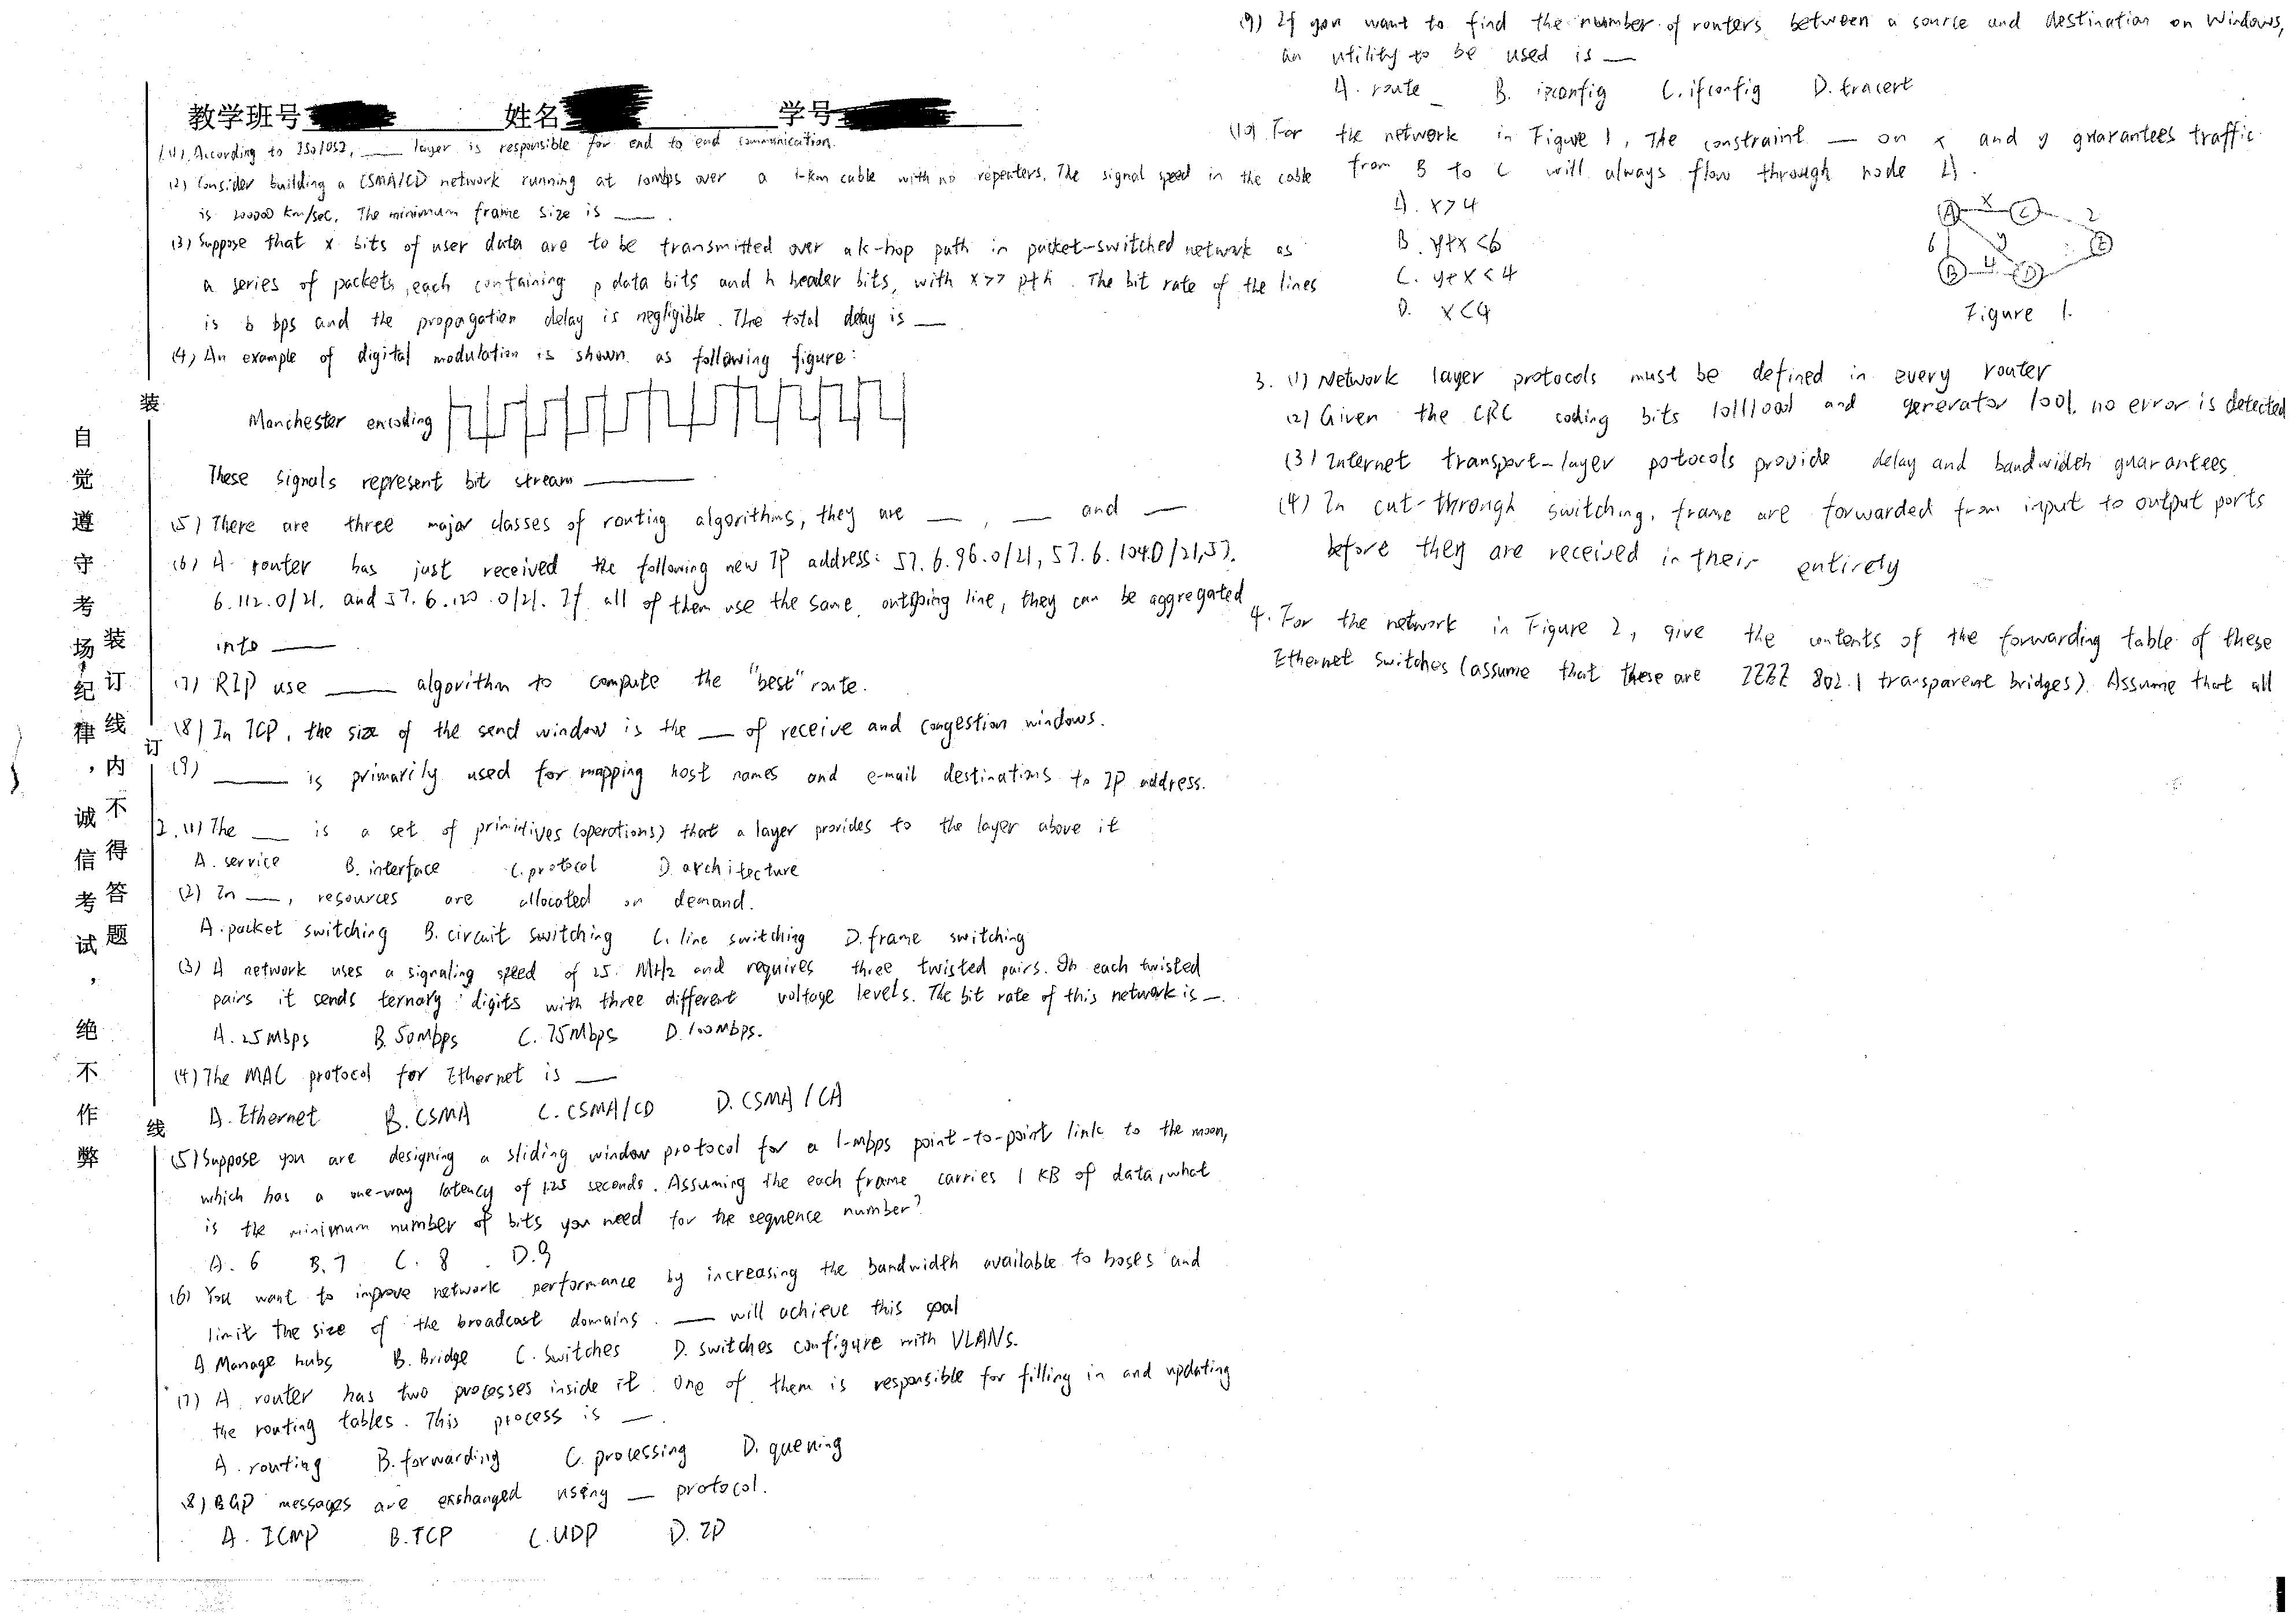 教学班号 姓名 学号
1.(1) According to ISO/OSI, ___ layer is responsible for end to end communication.
(2) Consider building a CSMA/CD network running at 10Mbps over a 1-km cable with no repeaters. The signal speed in the cable
is 200000 km/sec. The minimum frame size is ___.
(3) Suppose that x bits of user data are to be transmitted over a k-hop path in packet-switched network as
a series of packets, each containing p data bits and h header bits, with x>>p+h. The bit rate of the lines
is b bps and the propagation delay is negligible. The total delay is ___
(4) An example of digital modulation is shown as following figure:
Manchester encoding
These signals represent bit stream ___
(5) There are three major classes of routing algorithms, they are ___, ___ and ___
(6) A router has just received the following new IP address: 57.6.96.0/21, 57.6.104.0/21, 57.
6.112.0/21. and 57.6.120.0/21. If all of them use the same outgoing line, they can be aggregated
into ___
(7) RIP use ___ algorithm to compute the "best" route.
(8) In TCP, the size of the send window is the ___ of receive and congestion windows.
(9) ___ is primarily used for mapping host names and e-mail destinations to IP address.
2.(1) The ___ is a set of primitives (operations) that a layer provides to the layer above it
A. service B. interface C. protocol D. architecture
(2) In ___, resources are allocated on demand.
A. packet switching B. circuit switching C. line switching D. frame switching
(3) A network uses a signaling speed of 25 MHz and requires three twisted pairs. On each twisted
pairs it sends ternary digits with three different voltage levels. The bit rate of this network is __.
A. 25Mbps B. 50Mbps C. 75Mbps D. 100Mbps.
(4) The MAC protocol for Ethernet is ___
A. Ethernet B. CSMA C. CSMA/CD D. CSMA/CA
(5) Suppose you are designing a sliding window protocol for a 1-Mbps point-to-point link to the moon,
which has a one-way latency of 1.25 seconds. Assuming the each frame carries 1 KB of data, what
is the minimum number of bits you need for the sequence number?
A. 6 B. 7 C. 8 D. 9
(6) You want to improve network performance by increasing the bandwidth available to hosts and
limit the size of the broadcast domains. ___ will achieve this goal
A. Manage hubs B. Bridge C. Switches D. switches configure with VLANs.
(7) A router has two processes inside it. One of them is responsible for filling in and updating
the routing tables. This process is ___.
A. routing B. forwarding C. processing D. quening
(8) BGP messages are exchanged using ___ protocol.
A. ICMP B. TCP C. UDP D. IP
(9) If you want to find the number of routers between a source and destination on Windows,
an utility to be used is ___
A. route B. ipconfig C. ifconfig D. tracert
(10) For the network in Figure 1, The constraint ___ on x and y guarantees traffic
from B to C will always flow through node A.
A. x>4
B. y+x<6
C. y+x<4
D. x<4
A x C 2 E 6 y B 4 D
Figure 1.
3. (1) Network layer protocols must be defined in every router
(2) Given the CRC coding bits 101110001 and generator 1001, no error is detected
(3) Internet transport-layer potocols provide delay and bandwidth guarantees
(4) In cut-through switching, frame are forwarded from input to output ports
before they are received in their entirety
4. For the network in Figure 2, give the contents of the forwarding table of these
Ethernet switches (assume that these are IEEE 802.1 transparent bridges). Assume that all
自觉遵守考场纪律，诚信考试，绝不作弊
装订线内不得答题
装
订
线